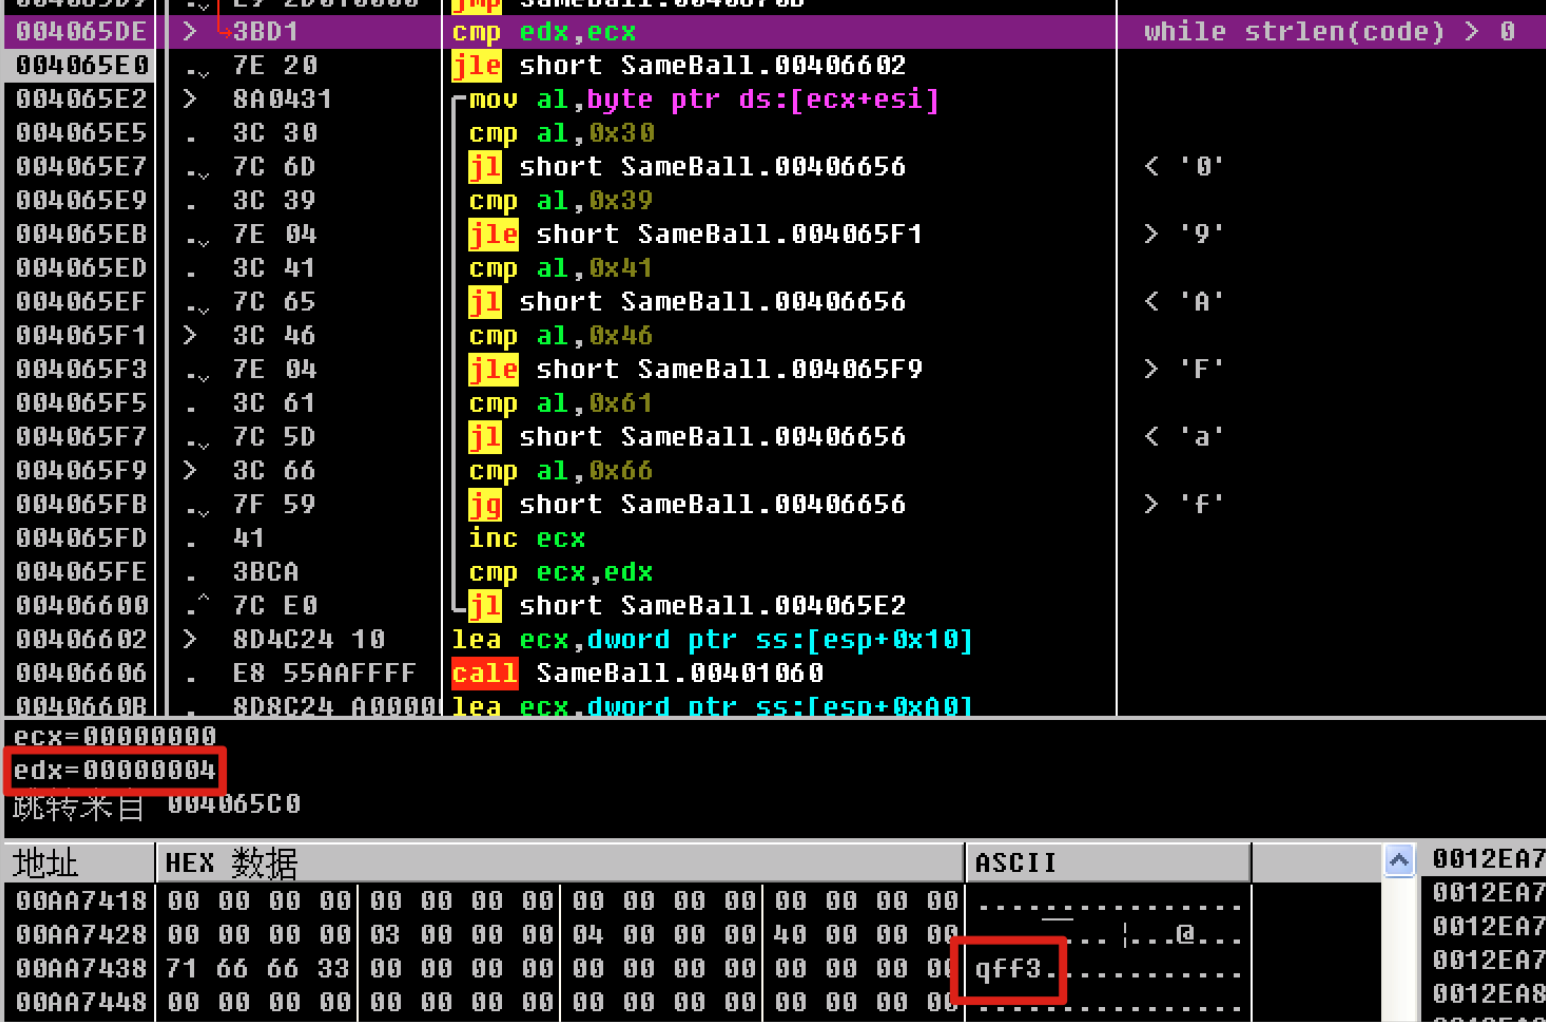 004065DE > 3BD1 cmp edx,ecx while strlen(code) > 0
004065E0 . 7E 20 jle short SameBall.00406602
004065E2 > 8A0431 mov al,byte ptr ds:[ecx+esi]
004065E5 . 3C 30 cmp al,0x30
004065E7 . 7C 6D jl short SameBall.00406656 < '0'
004065E9 . 3C 39 cmp al,0x39
004065EB . 7E 04 jle short SameBall.004065F1 > '9'
004065ED . 3C 41 cmp al,0x41
004065EF . 7C 65 jl short SameBall.00406656 < 'A'
004065F1 > 3C 46 cmp al,0x46
004065F3 . 7E 04 jle short SameBall.004065F9 > 'F'
004065F5 . 3C 61 cmp al,0x61
004065F7 . 7C 5D jl short SameBall.00406656 < 'a'
004065F9 > 3C 66 cmp al,0x66
004065FB . 7F 59 jg short SameBall.00406656 > 'f'
004065FD . 41 inc ecx
004065FE . 3BCA cmp ecx,edx
00406600 .^ 7C E0 jl short SameBall.004065E2
00406602 > 8D4C24 10 lea ecx,dword ptr ss:[esp+0x10]
00406606 . E8 55AAFFFF call SameBall.00401060
0040660B . 8D8C24 A0000 lea ecx,dword ptr ss:[esp+0xA0]
ecx=00000000
edx=00000004
跳转来自 004065C0
地址 HEX 数据 ASCII 0012EA7
00AA7418 00 00 00 00 00 00 00 00 00 00 00 00 00 00 00 00 ................ 0012EA7
00AA7428 00 00 00 00 03 00 00 00 04 00 00 00 40 00 00 00 ... ¦...@... 0012EA7
00AA7438 71 66 66 33 00 00 00 00 00 00 00 00 00 00 00 00 qff3............ 0012EA7
00AA7448 00 00 00 00 00 00 00 00 00 00 00 00 00 00 00 00 ................ 0012EA8